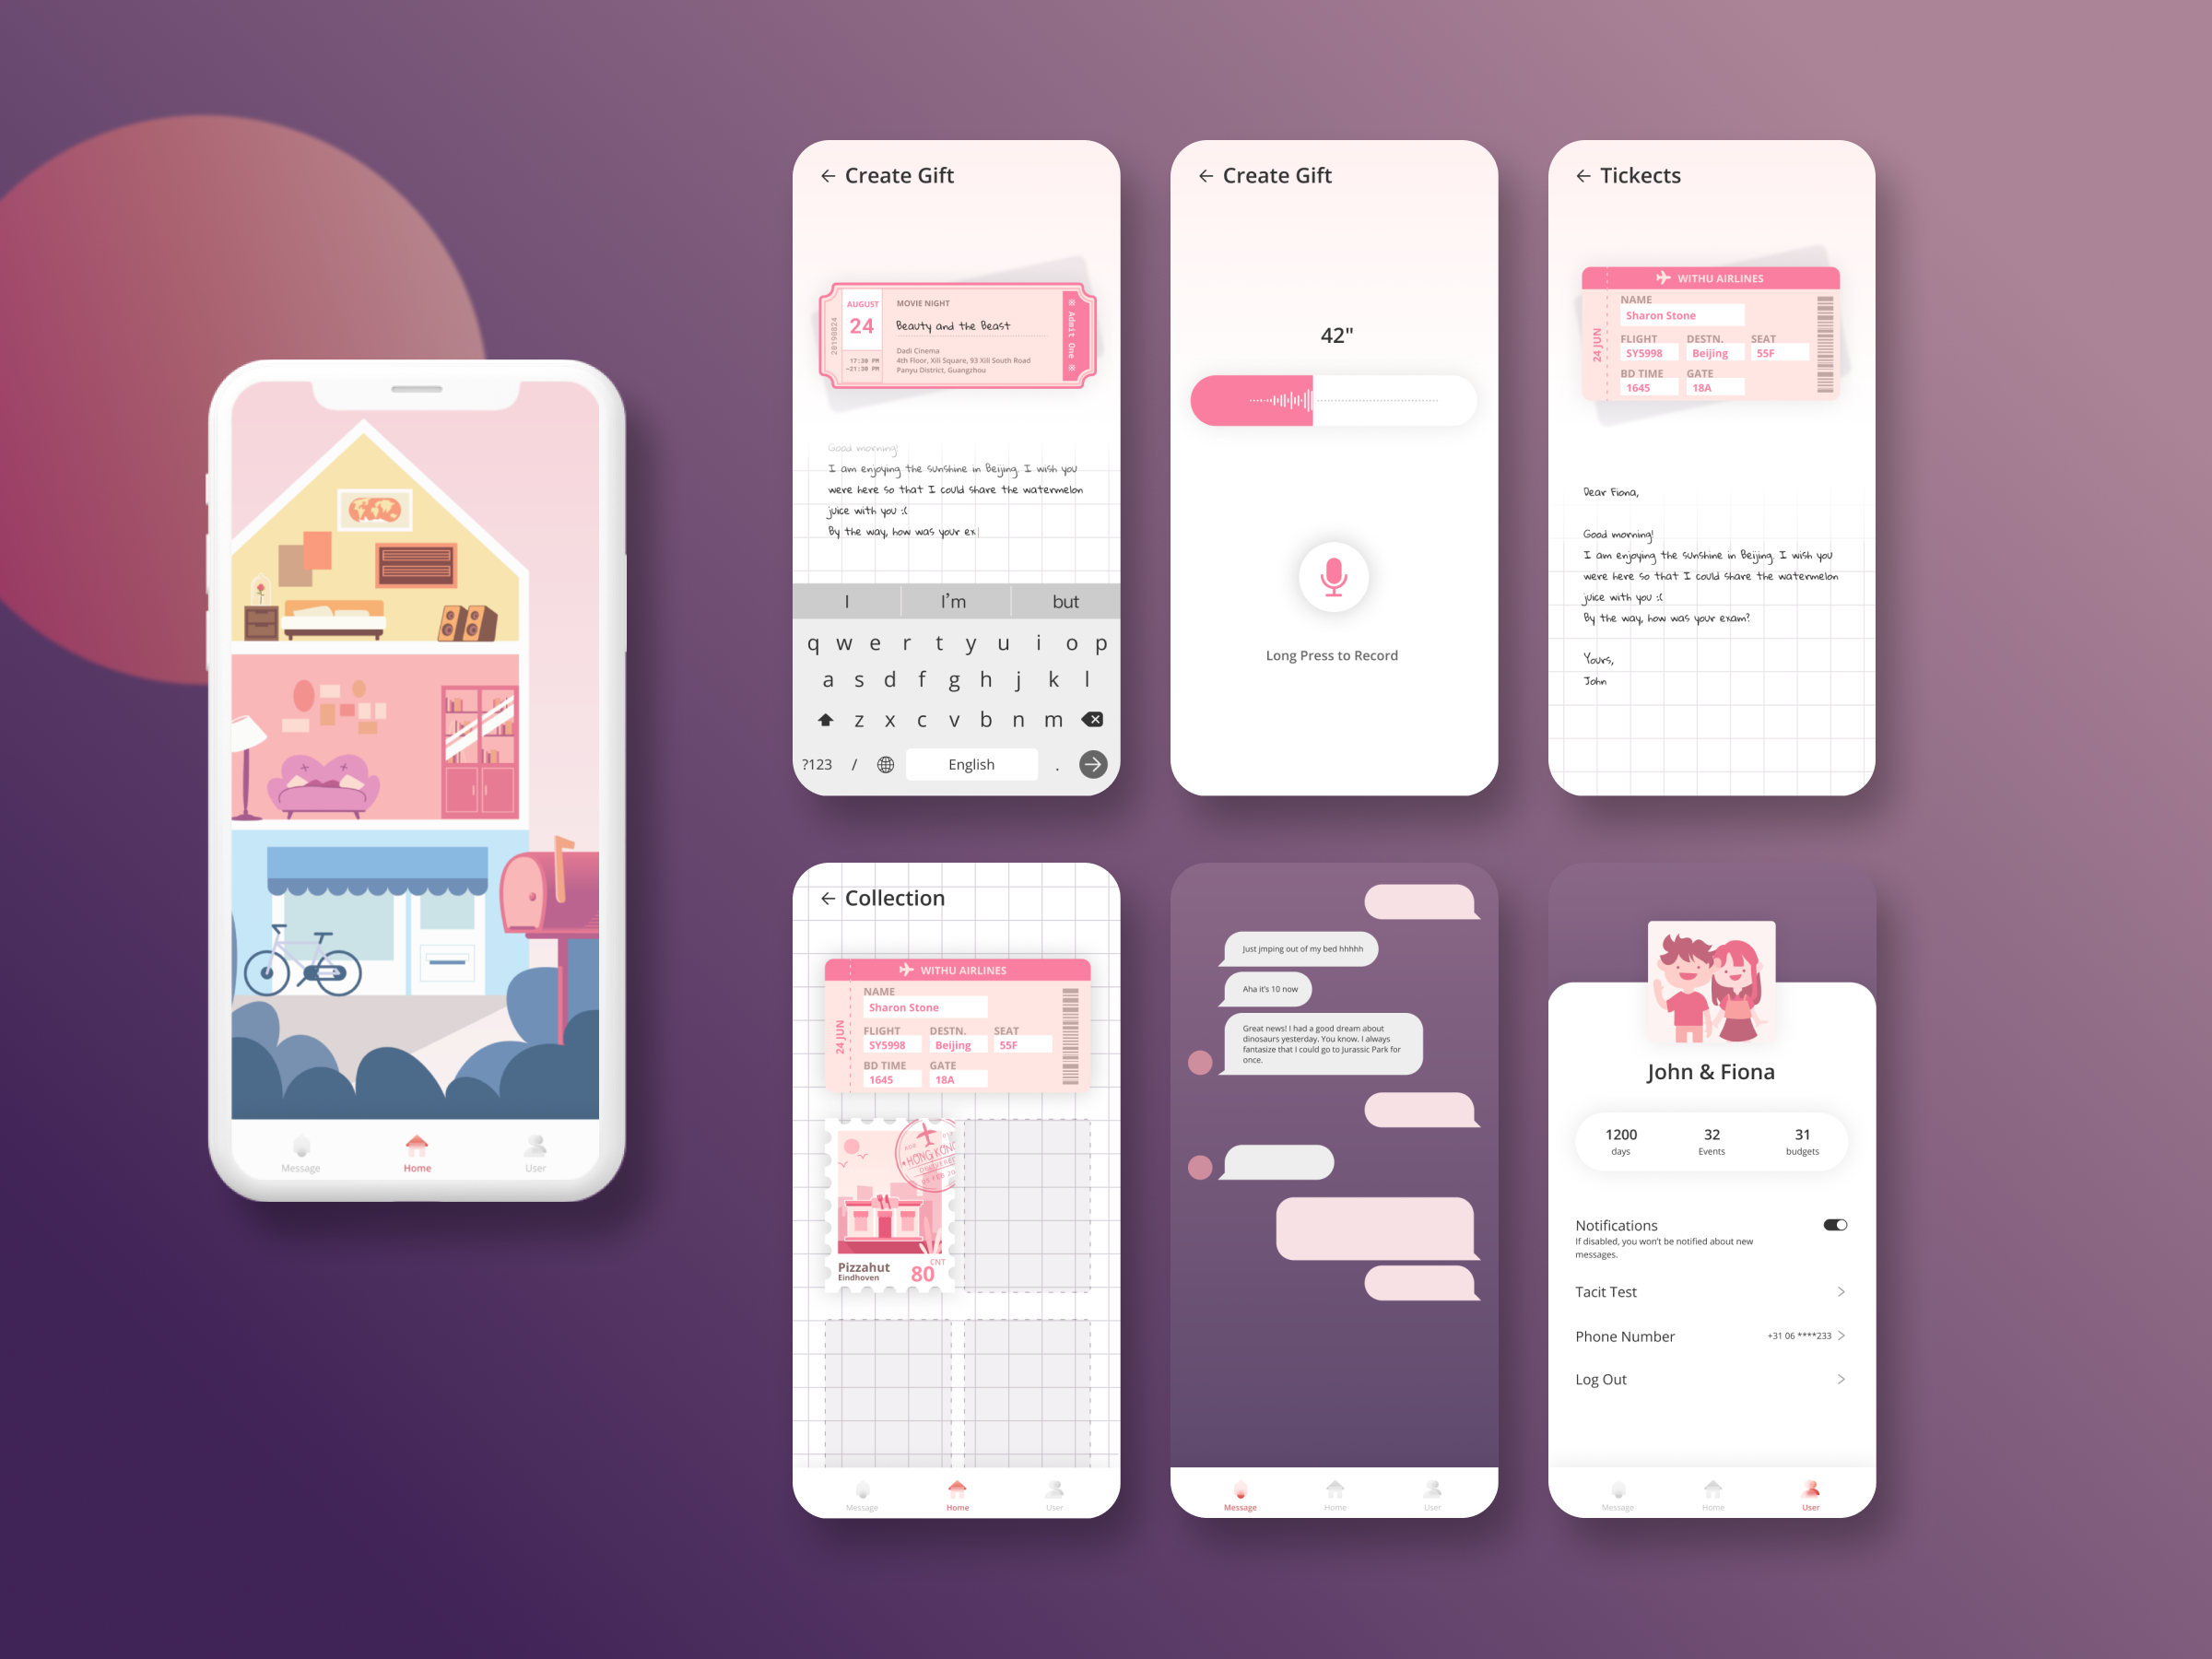 Message
Home
User
Create Gift
20190824
AUGUST
24
17:30 PM
~21:30 PM
MOVIE NIGHT
Beauty and the Beast
Dadi Cinema
4th Floor, Xili Square, 93 Xili South Road
Panyu District, Guangzhou
Admit One
Good morning!
I am enjoying the sunshine in Beijing. I wish you
were here so that I could share the watermelon
juice with you :(
By the way, how was your ex
I
I'm
but
q w e r t y u i o p
a s d f g h j k l
z x c v b n m
?123 / English .
Create Gift
42"
Long Press to Record
Tickects
WITHU AIRLINES
24 JUN
NAME
Sharon Stone
FLIGHT DESTN. SEAT
SY5998 Beijing 55F
BD TIME GATE
1645 18A
Dear Fiona,
Good morning!
I am enjoying the sunshine in Beijing. I wish you
were here so that I could share the watermelon
juice with you :(
By the way, how was your exam?
Yours,
John
Collection
WITHU AIRLINES
24 JUN
NAME
Sharon Stone
FLIGHT DESTN. SEAT
SY5998 Beijing 55F
BD TIME GATE
1645 18A
HONG KONG
Pizzahut
Eindhoven
CNT
80
Message
Home
User
Just jmping out of my bed hhhhh
Aha it's 10 now
Great news! I had a good dream about
dinosaurs yesterday. You know. I always
fantasize that I could go to Jurassic Park for
once.
Message
Home
User
John & Fiona
1200 32 31
days Events budgets
Notifications
If disabled, you won't be notified about new
messages.
Tacit Test
Phone Number +31 06 ****233
Log Out
Message
Home
User